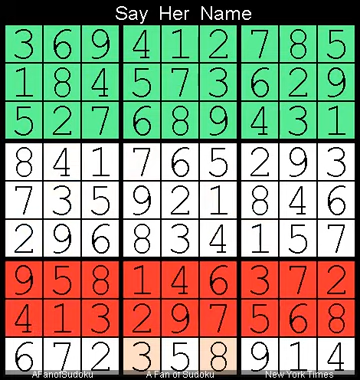 Say Her Name
3 6 9 4 1 2 7 8 5
1 8 4 5 7 3 6 2 9
5 2 7 6 8 9 4 3 1
8 4 1 7 6 5 2 9 3
7 3 5 9 2 1 8 4 6
2 9 6 8 3 4 1 5 7
9 5 8 1 4 6 3 7 2
4 1 3 2 9 7 5 6 8
6 7 2 3 5 8 9 1 4
AFanofSudoku A Fan of Sudoku New York Times